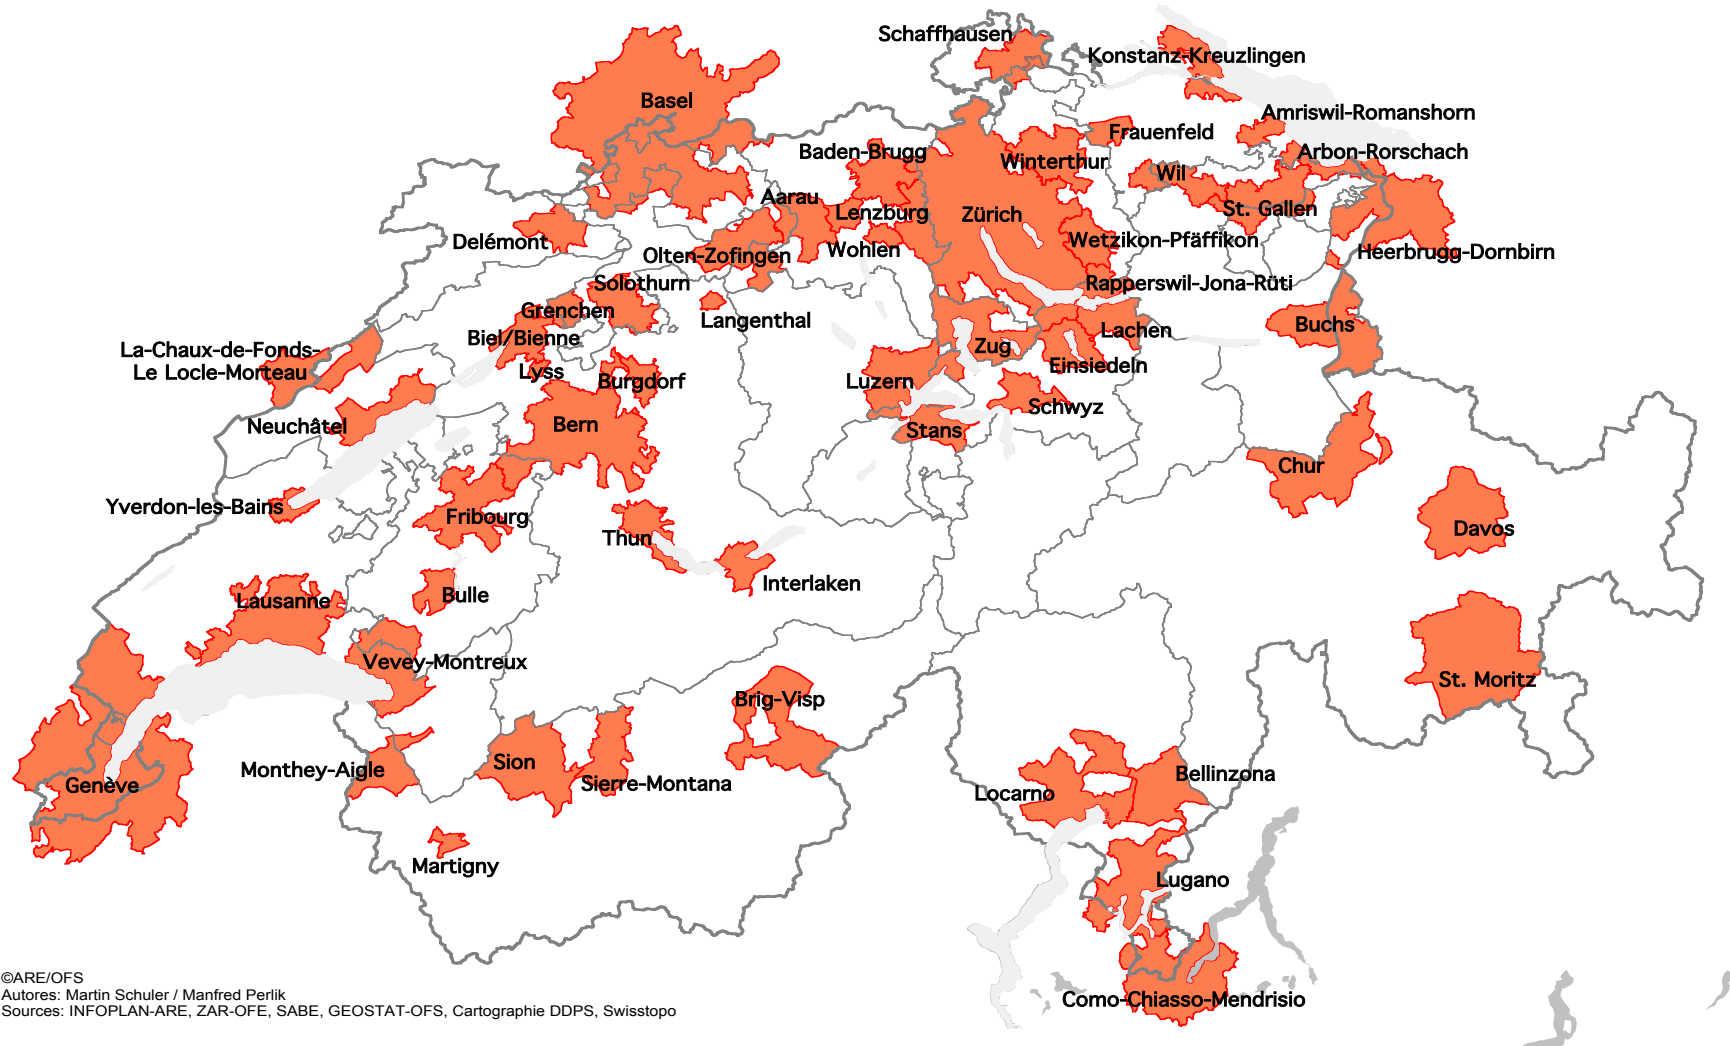 Schaffhausen
Konstanz-Kreuzlingen
Basel
Amriswil-Romanshorn
Frauenfeld
Baden-Brugg
Winterthur
Arbon-Rorschach
Wil
Aarau
Lenzburg
Zürich
St. Gallen
Delémont
Olten-Zofingen
Wohlen
Wetzikon-Pfäffikon
Heerbrugg-Dornbirn
Solothurn
Rapperswil-Jona-Rüti
Grenchen
Langenthal
Biel/Bienne
Lachen
Buchs
La-Chaux-de-Fonds-
Le Locle-Morteau
Zug
Lyss
Burgdorf
Luzern
Einsiedeln
Schwyz
Neuchâtel
Bern
Stans
Chur
Yverdon-les-Bains
Fribourg
Thun
Davos
Interlaken
Lausanne
Bulle
Vevey-Montreux
St. Moritz
Brig-Visp
Monthey-Aigle
Sion
Sierre-Montana
Bellinzona
Genève
Locarno
Martigny
Lugano
Como-Chiasso-Mendrisio
©ARE/OFS
Autores: Martin Schuler / Manfred Perlik
Sources: INFOPLAN-ARE, ZAR-OFE, SABE, GEOSTAT-OFS, Cartographie DDPS, Swisstopo